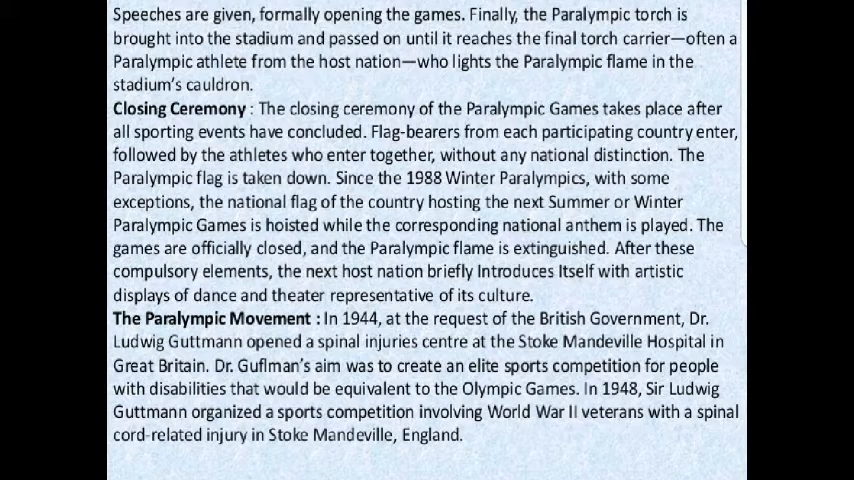 Speeches are given, formally opening the games. Finally, the Paralympic torch is
brought into the stadium and passed on until it reaches the final torch carrier—often a
Paralympic athlete from the host nation—who lights the Paralympic flame in the
stadium's cauldron.
Closing Ceremony : The closing ceremony of the Paralympic Games takes place after
all sporting events have concluded. Flag-bearers from each participating country enter,
followed by the athletes who enter together, without any national distinction. The
Paralympic flag is taken down. Since the 1988 Winter Paralympics, with some
exceptions, the national flag of the country hosting the next Summer or Winter
Paralympic Games is hoisted while the corresponding national anthem is played. The
games are officially closed, and the Paralympic flame is extinguished. After these
compulsory elements, the next host nation briefly Introduces Itself with artistic
displays of dance and theater representative of its culture.
The Paralympic Movement : In 1944, at the request of the British Government, Dr.
Ludwig Guttmann opened a spinal injuries centre at the Stoke Mandeville Hospital in
Great Britain. Dr. Guflman's aim was to create an elite sports competition for people
with disabilities that would be equivalent to the Olympic Games. In 1948, Sir Ludwig
Guttmann organized a sports competition involving World War II veterans with a spinal
cord-related injury in Stoke Mandeville, England.